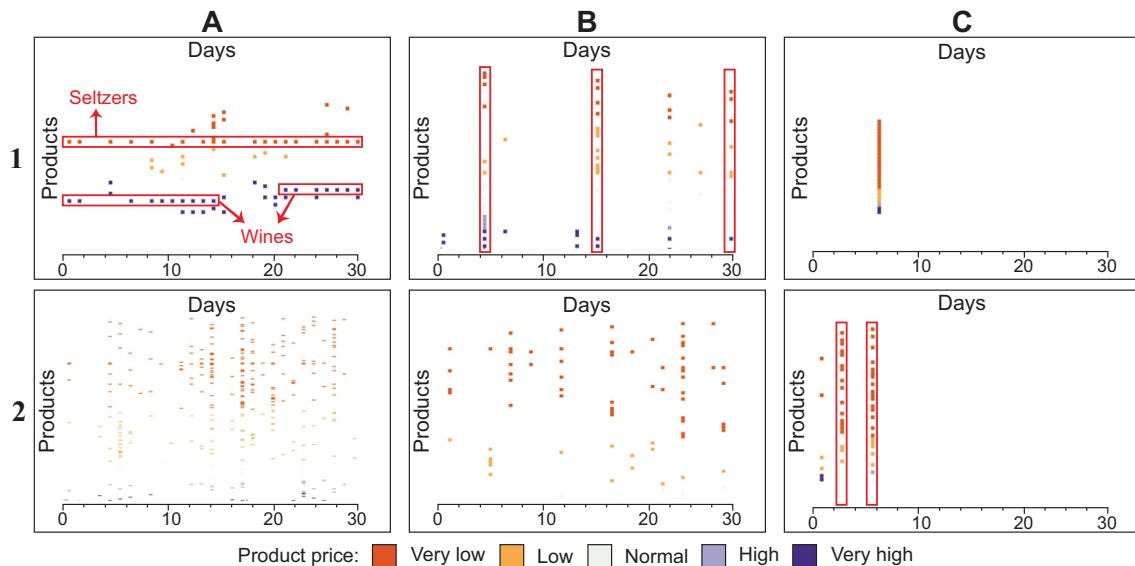 A B C
Days Days Days
Seltzers
1
Products Products Products
Wines
0 10 20 30 0 10 20 30 0 10 20 30
Days Days Days
2
Products Products Products
0 10 20 30 0 10 20 30 0 10 20 30
Product price: Very low Low Normal High Very high